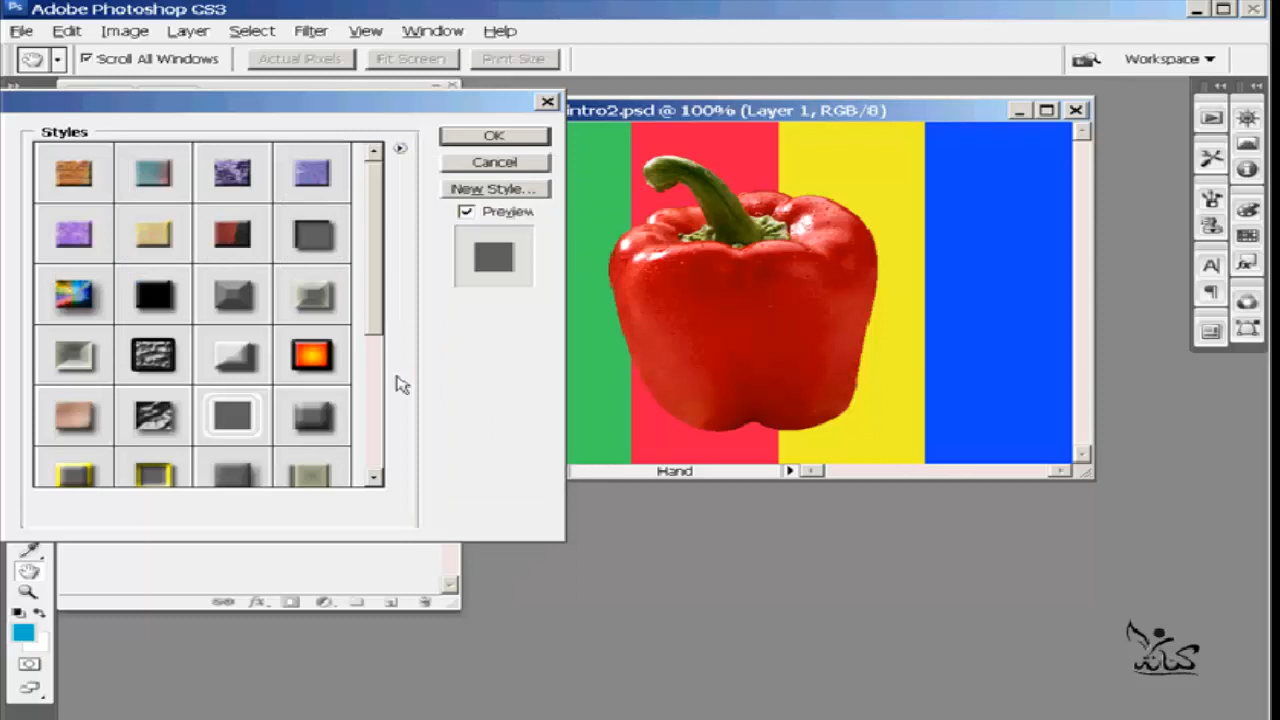 Adobe Photoshop CS3
File Edit Image Layer Select Filter View Window Help
Scroll All Windows Actual Pixels Fit Screen Print Size Workspace
intro2.psd @ 100% (Layer 1, RGB/8)
Styles
OK
Cancel
New Style...
Preview
Hand
كنانة